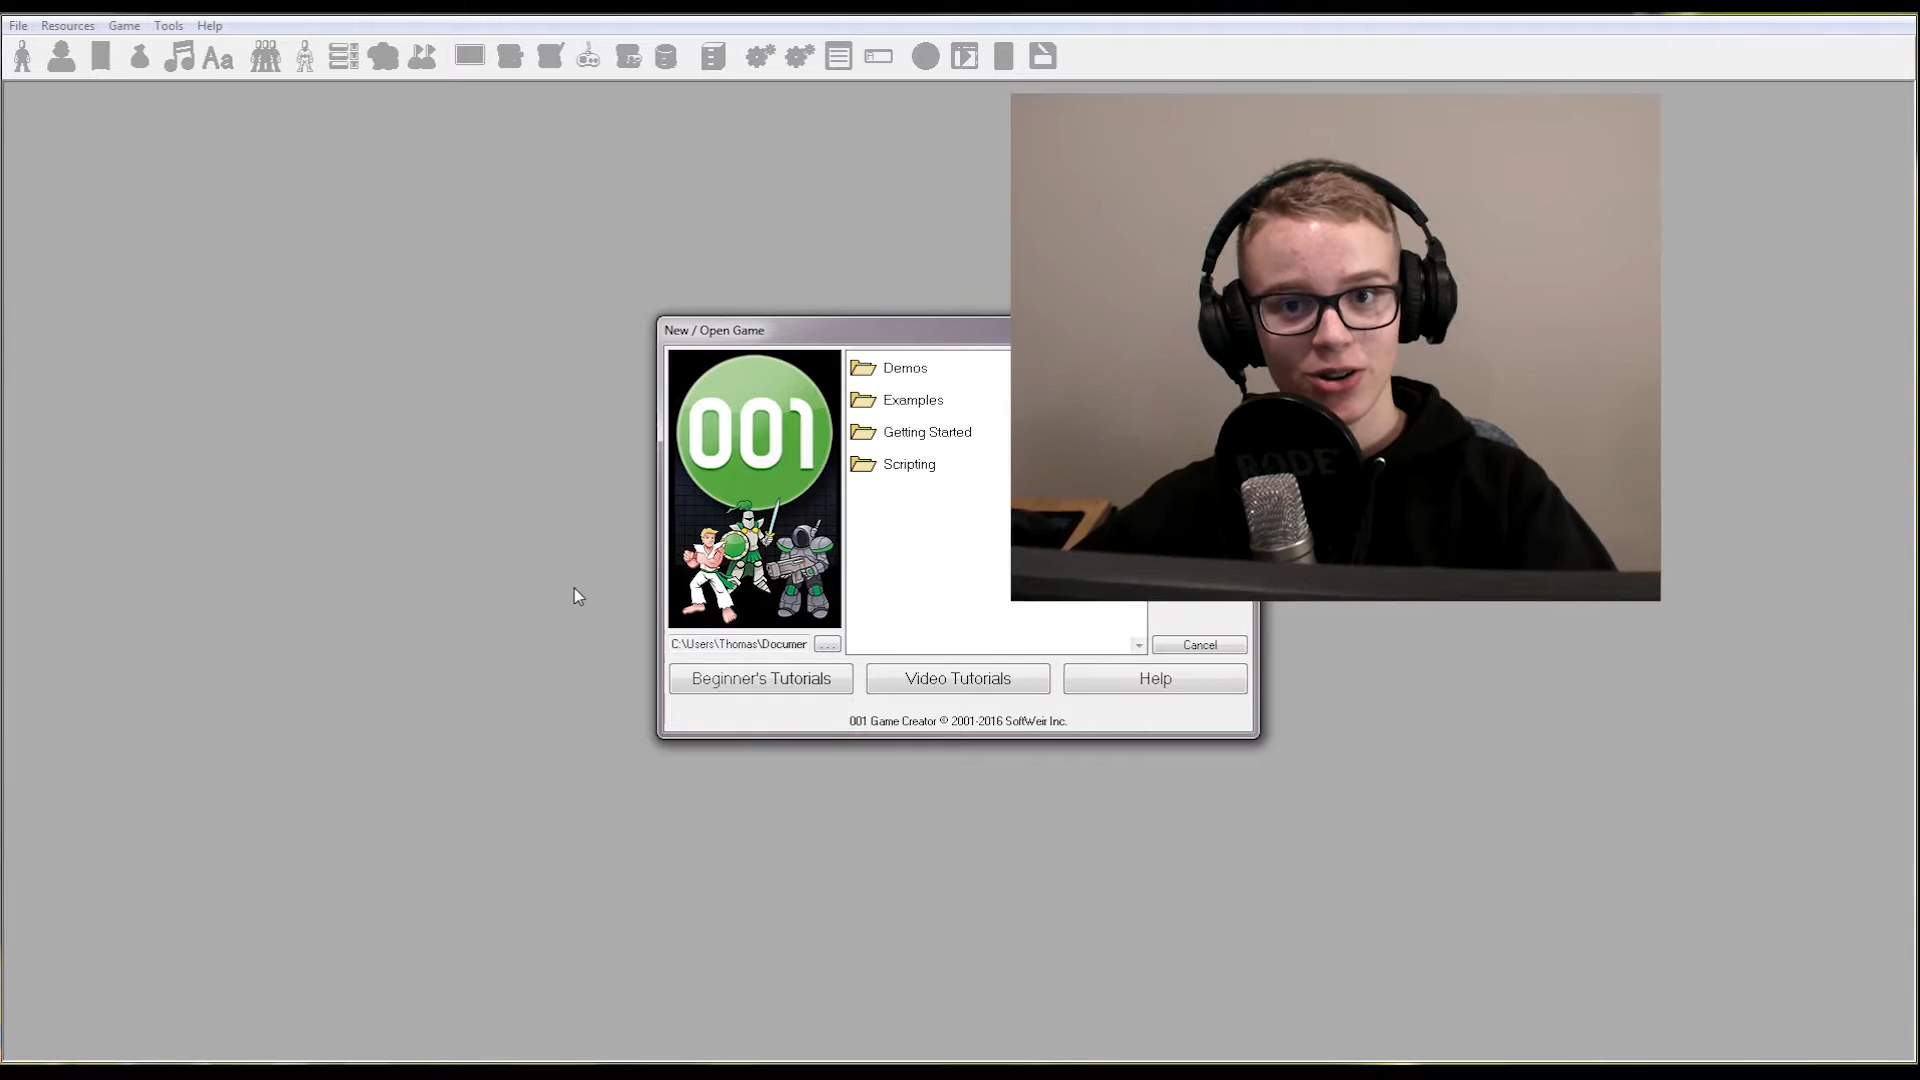 File Resources Game Tools Help
Aa
New / Open Game
001
Demos
Examples
Getting Started
Scripting
RODE
C:\Users\Thomas\Documer
...
Cancel
Beginner's Tutorials Video Tutorials Help
001 Game Creator © 2001-2016 SoftWeir Inc.